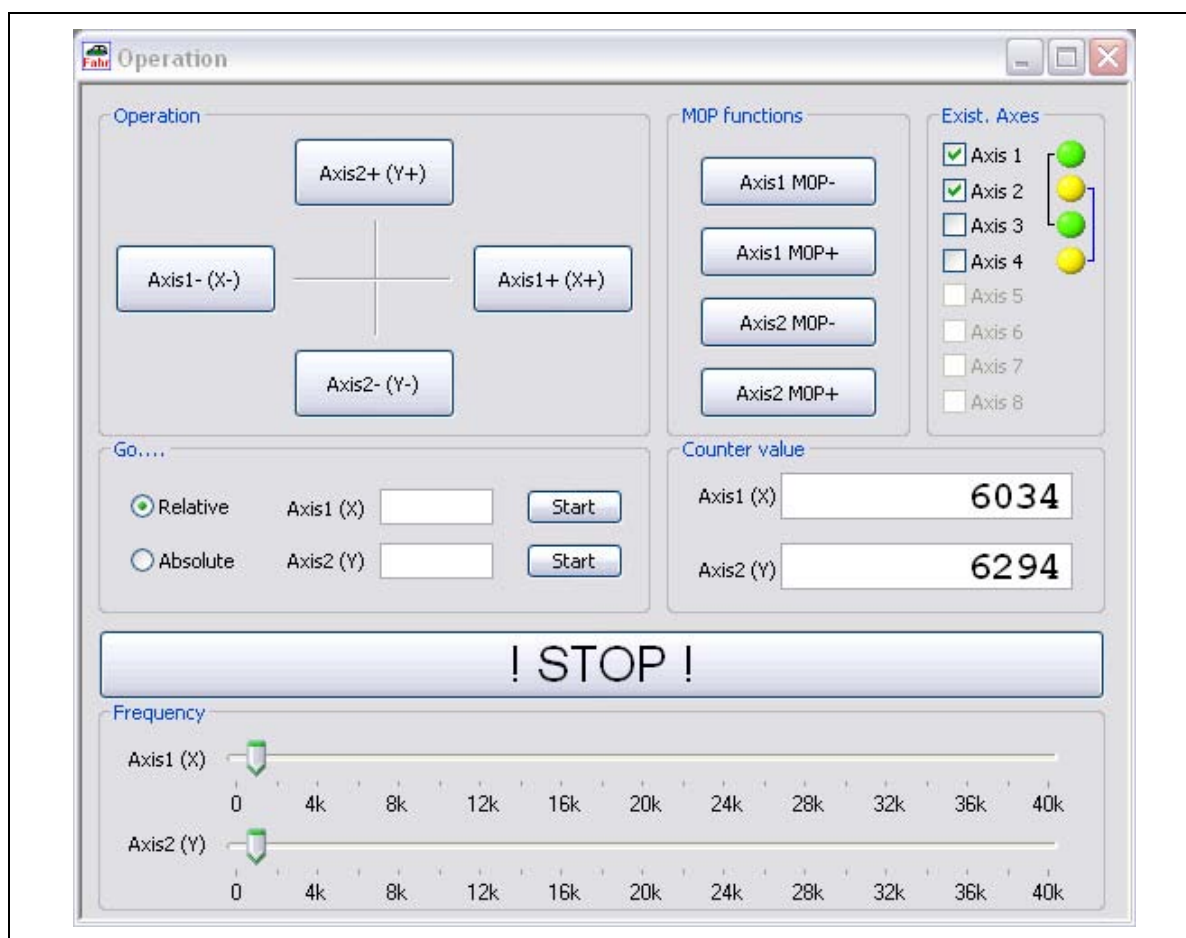 Fahr Operation
Operation
Axis2+ (Y+)
Axis1- (X-)
Axis1+ (X+)
Axis2- (Y-)
MOP functions
Axis1 MOP-
Axis1 MOP+
Axis2 MOP-
Axis2 MOP+
Exist. Axes
Axis 1
Axis 2
Axis 3
Axis 4
Axis 5
Axis 6
Axis 7
Axis 8
Go....
Relative Axis1 (X) Start
Absolute Axis2 (Y) Start
Counter value
Axis1 (X) 6034
Axis2 (Y) 6294
! STOP !
Frequency
Axis1 (X)
0 4k 8k 12k 16k 20k 24k 28k 32k 36k 40k
Axis2 (Y)
0 4k 8k 12k 16k 20k 24k 28k 32k 36k 40k